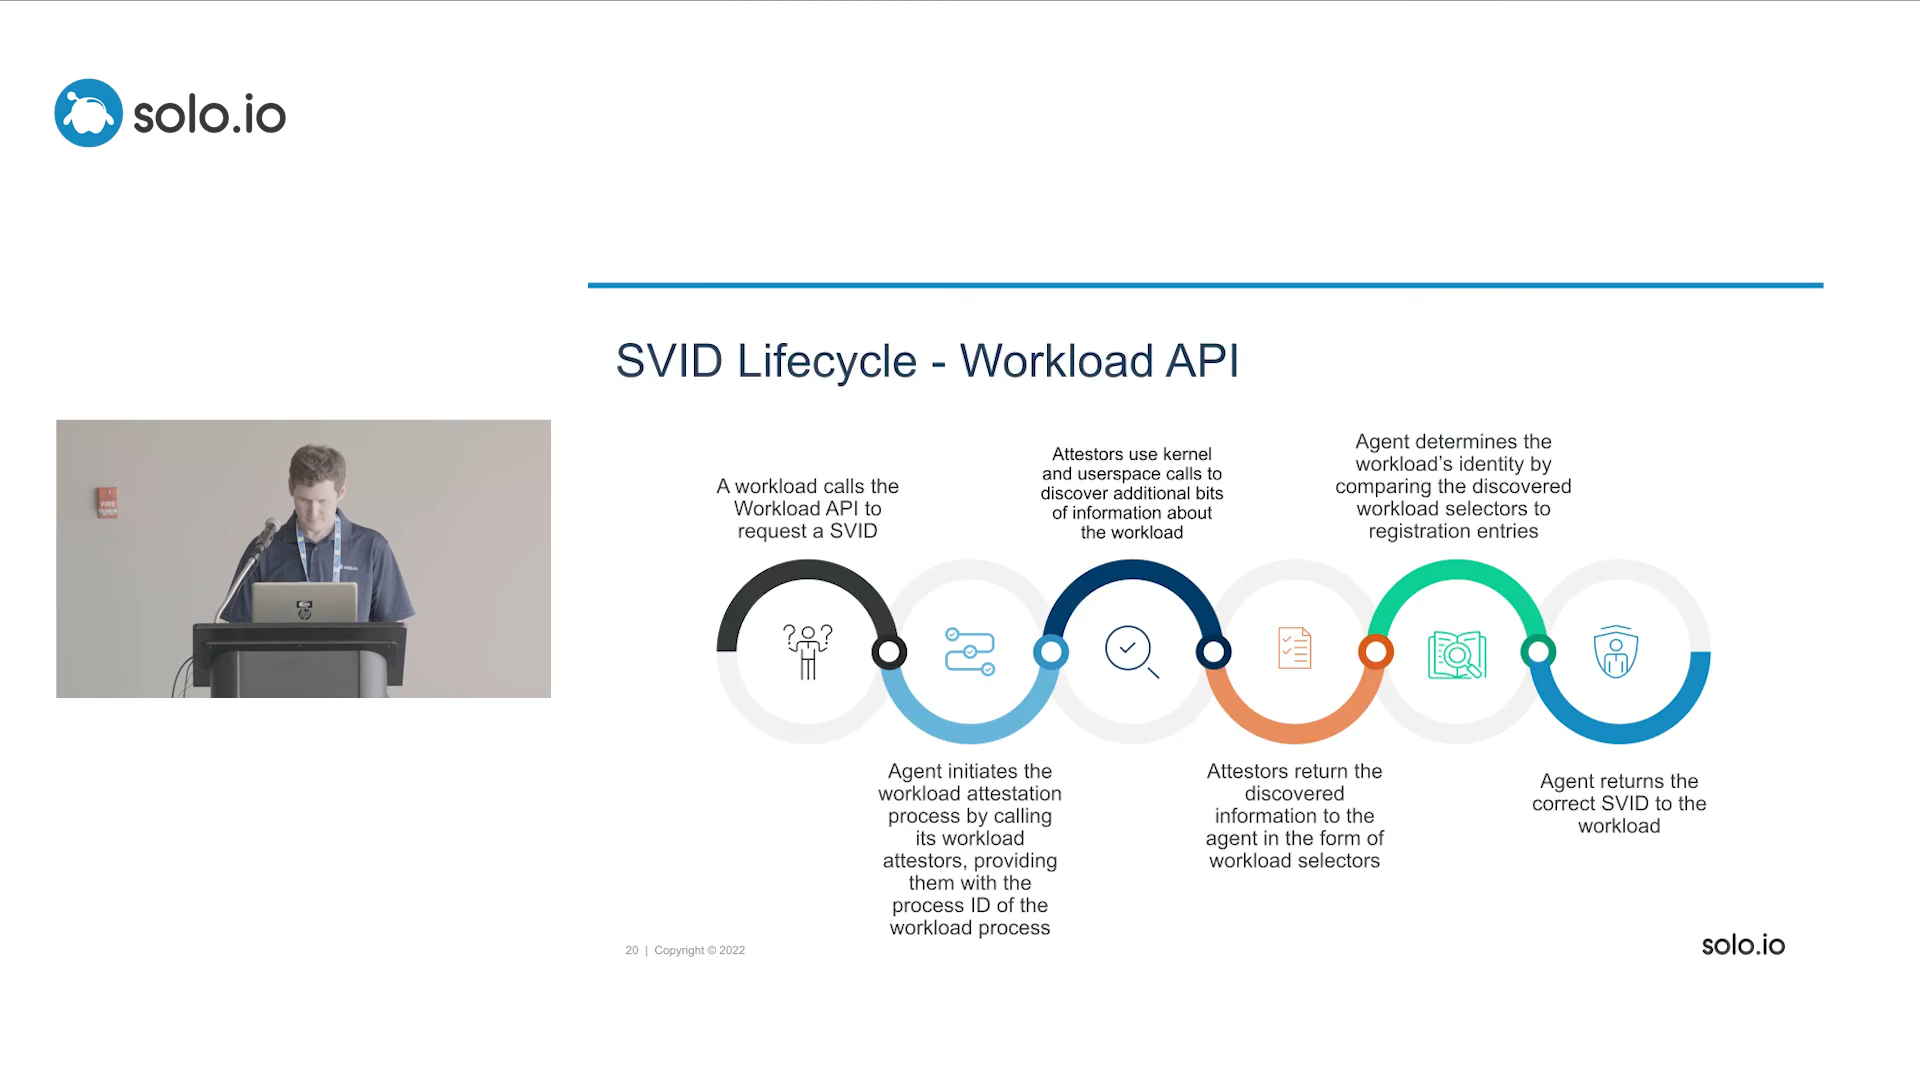 solo.io
SVID Lifecycle - Workload API
A workload calls the
Workload API to
request a SVID
Agent initiates the
workload attestation
process by calling
its workload
attestors, providing
them with the
process ID of the
workload process
Attestors use kernel
and userspace calls to
discover additional bits
of information about
the workload
Attestors return the
discovered
information to the
agent in the form of
workload selectors
Agent determines the
workload’s identity by
comparing the discovered
workload selectors to
registration entries
Agent returns the
correct SVID to the
workload
20 | Copyright © 2022
solo.io
FIRE
hp
solo.io